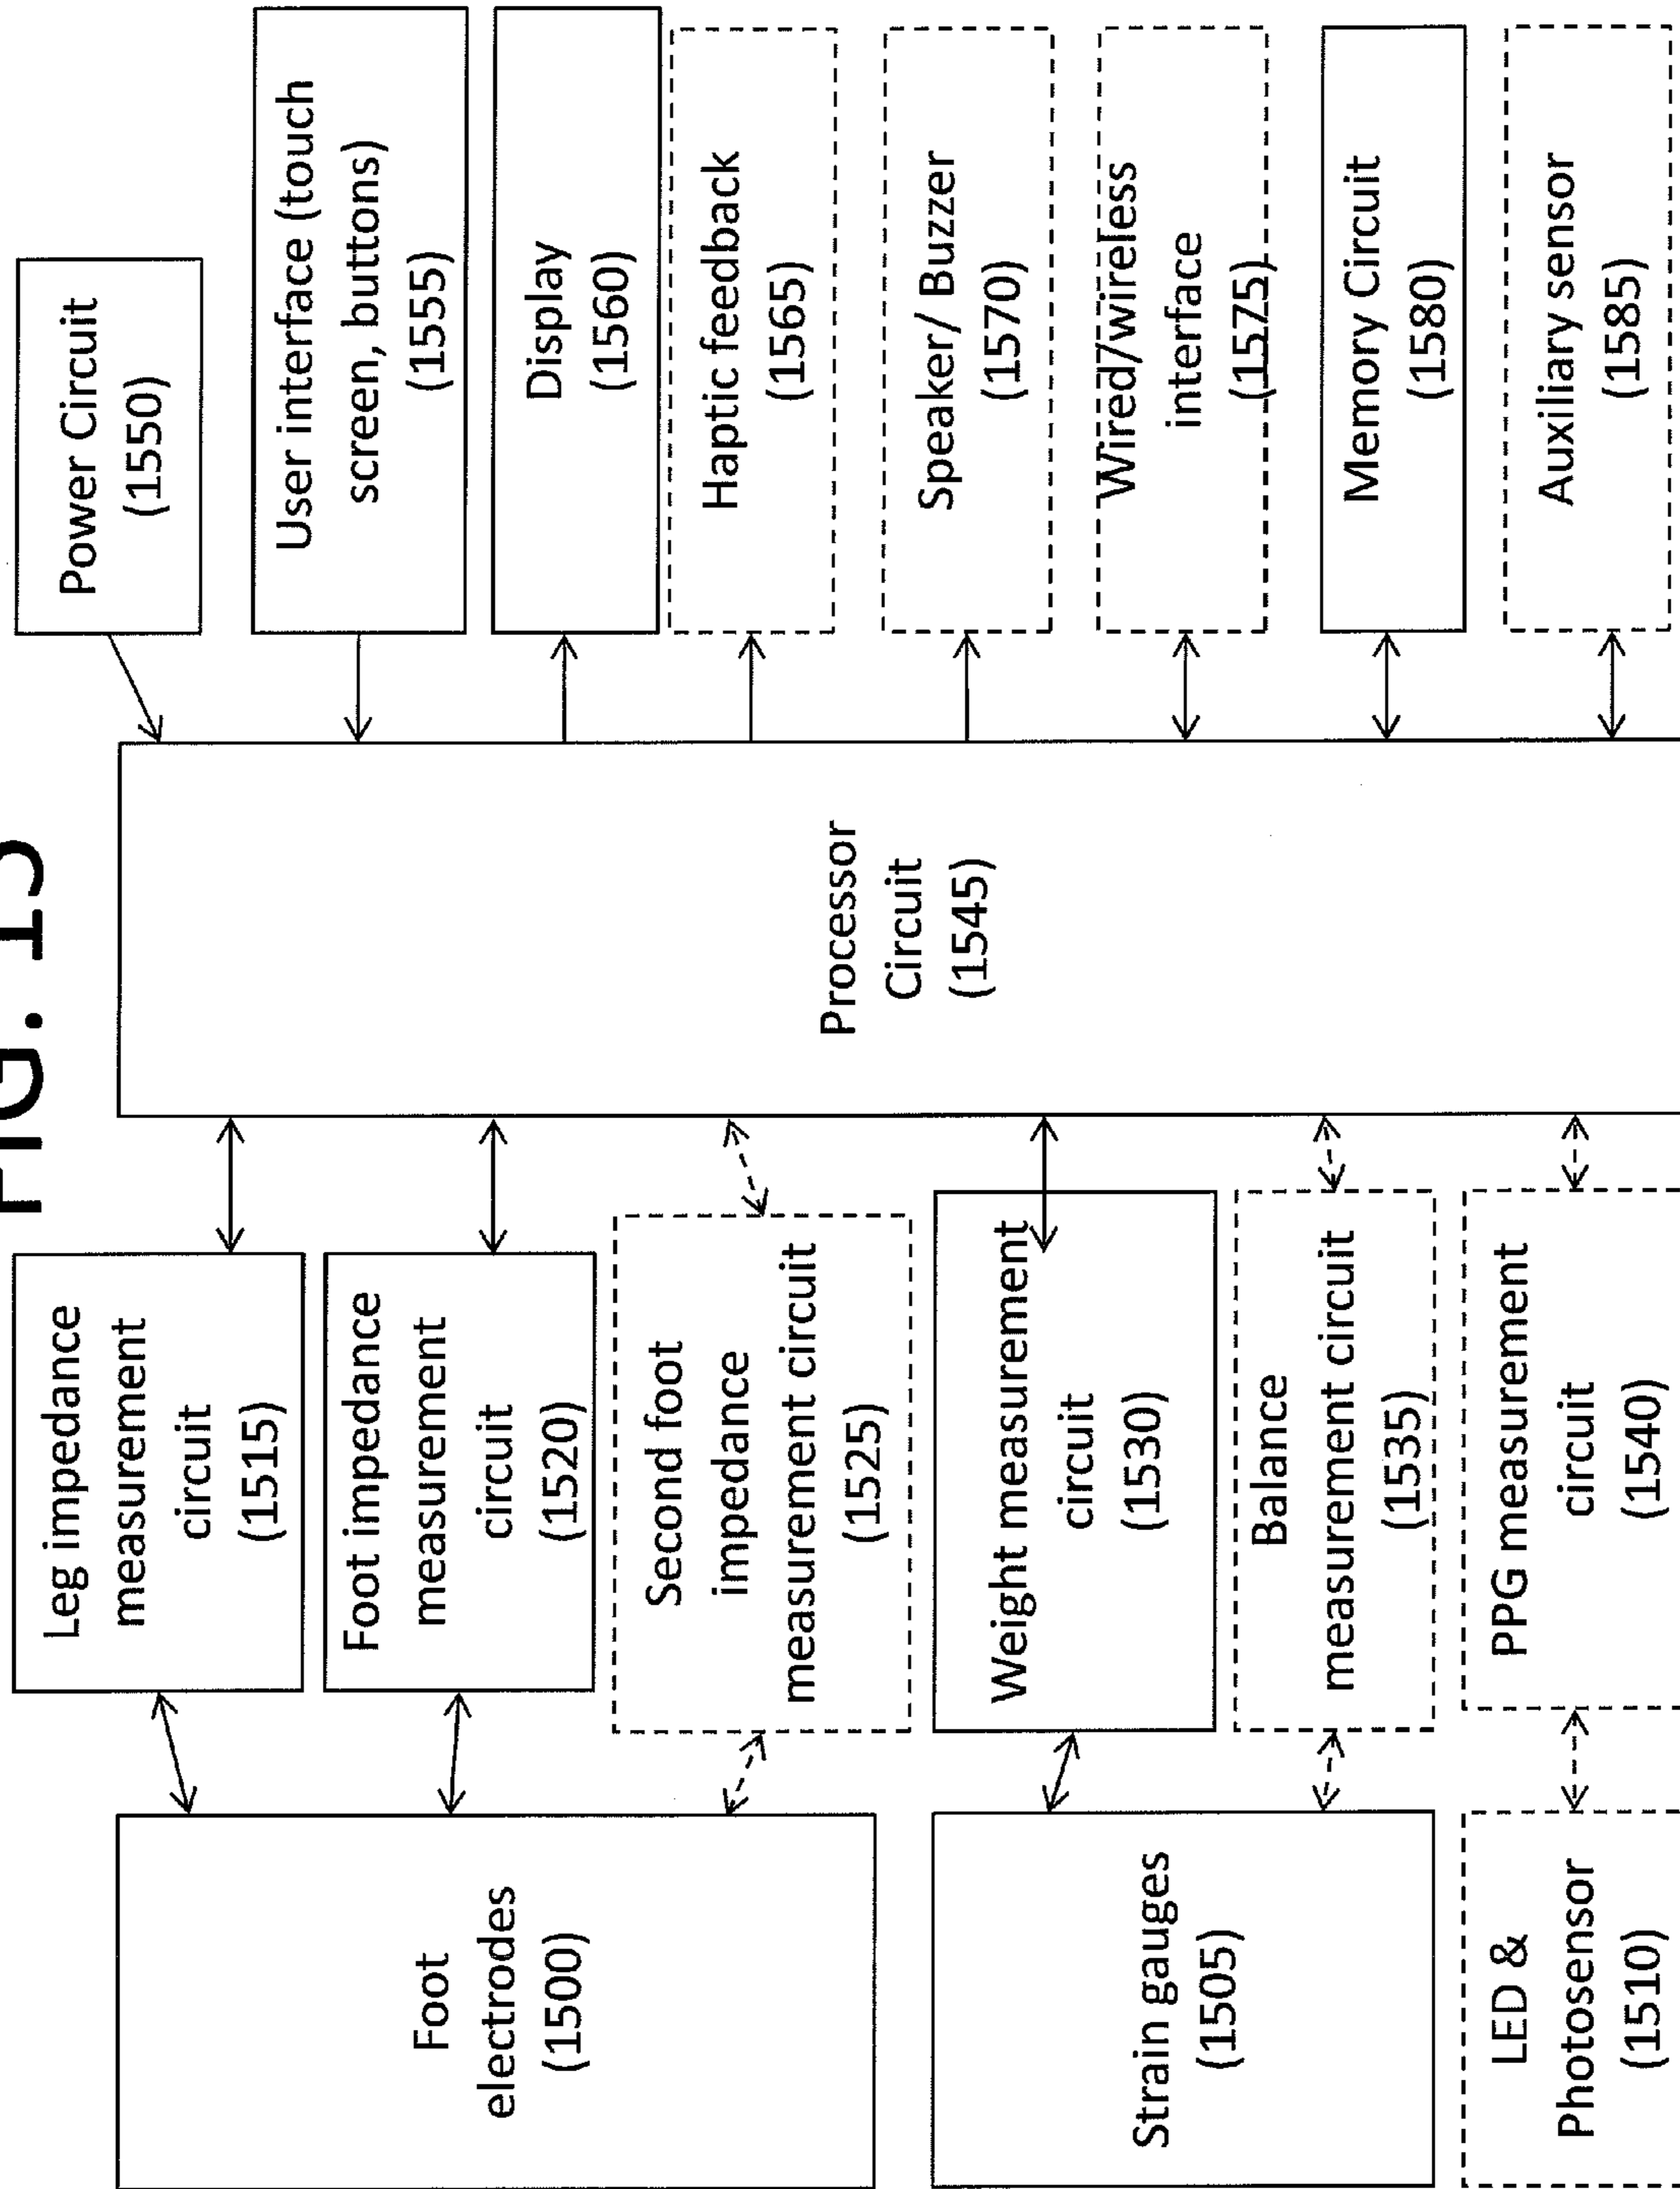 FIG. 15
Foot
electrodes
(1500)
Strain gauges
(1505)
LED &
Photosensor
(1510)
Leg impedance
measurement
circuit
(1515)
Foot impedance
measurement
circuit
(1520)
Second foot
impedance
measurement circuit
(1525)
Weight measurement
circuit
(1530)
Balance
measurement circuit
(1535)
PPG measurement
circuit
(1540)
Processor
Circuit
(1545)
Power Circuit
(1550)
User interface (touch
screen, buttons)
(1555)
Display
(1560)
Haptic feedback
(1565)
Speaker/ Buzzer
(1570)
Wired/wireless
interface
(1575)
Memory Circuit
(1580)
Auxiliary sensor
(1585)